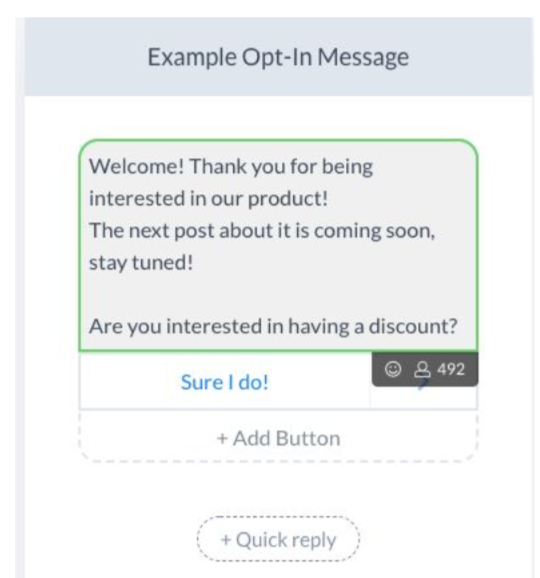 Example Opt-In Message
Welcome! Thank you for being
interested in our product!
The next post about it is coming soon,
stay tuned!
Are you interested in having a discount?
Sure I do!
492
+ Add Button
+ Quick reply